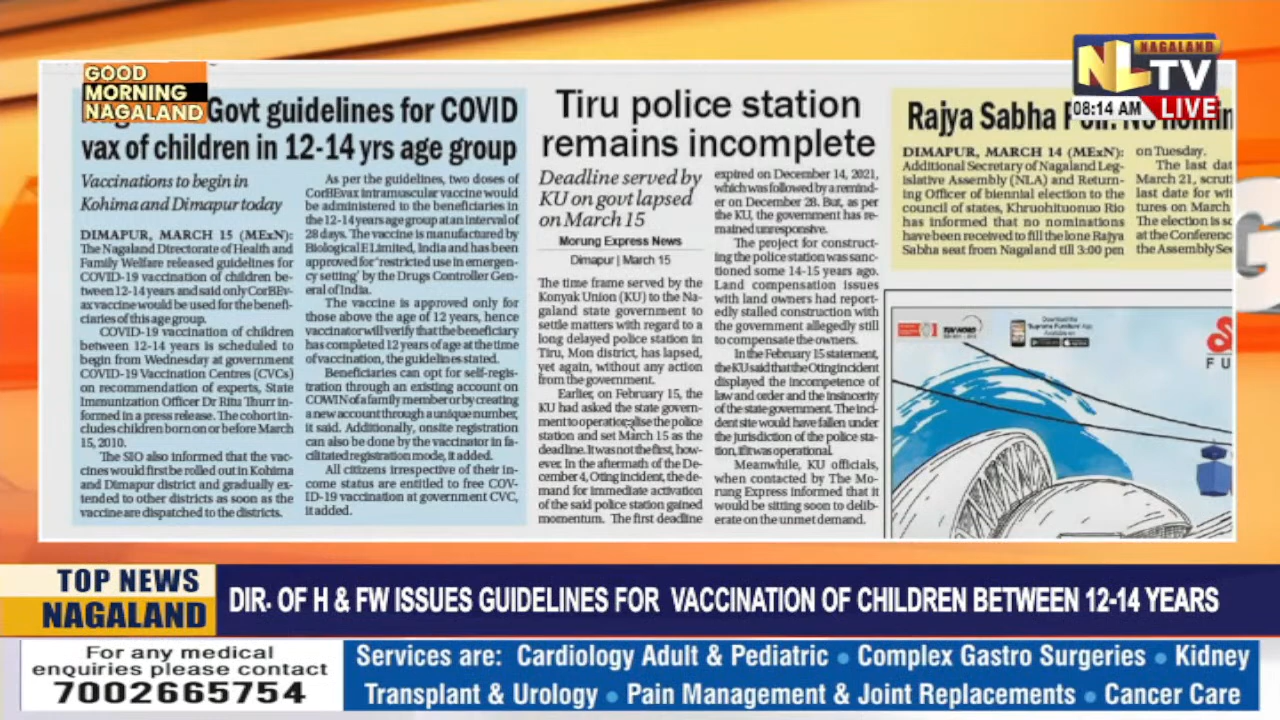 GOOD
MORNING
NAGALAND
NAGALAND
NLTV
08:14 AM
LIVE
Govt guidelines for COVID
vax of children in 12-14 yrs age group
Vaccinations to begin in
Kohima and Dimapur today
DIMAPUR, MARCH 15 (MExN):
The Nagaland Directorate of Health and
Family Welfare released guidelines for
COVID-19 vaccination of children be-
tween 12-14 years and said only CorBEv-
ax vaccine would be used for the benefi-
ciaries of this age group.
COVID-19 vaccination of children
between 12-14 years is scheduled to
begin from Wednesday at government
COVID-19 Vaccination Centres (CVCs)
on recommendation of experts, State
Immunization Officer Dr Ritu Thurr in-
formed in a press release. The cohort in-
cludes children born on or before March
15, 2010.
The SIO also informed that the vac-
cines would first be rolled out in Kohima
and Dimapur district and gradually ex-
tended to other districts as soon as the
vaccine are dispatched to the districts.
As per the guidelines, two doses of
CorBEvax intramuscular vaccine would
be administered to the beneficiaries in
the 12-14 years age group at an interval of
28 days. The vaccine is manufactured by
Biological E Limited, India and has been
approved for 'restricted use in emergen-
cy setting' by the Drugs Controller Gen-
eral of India.
The vaccine is approved only for
those above the age of 12 years, hence
vaccinator will verify that the beneficiary
has completed 12 years of age at the time
of vaccination, the guidelines stated.
Beneficiaries can opt for self-regis-
tration through an existing account on
COWIN of a family member or by creating
a new account through a unique number,
it said. Additionally, onsite registration
can also be done by the vaccinator in fa-
cilitated registration mode, it added.
All citizens irrespective of their in-
come status are entitled to free COV-
ID-19 vaccination at government CVC,
it added.
Tiru police station
remains incomplete
Deadline served by
KU on govt lapsed
on March 15
Morung Express News
Dimapur | March 15
The time frame served by the
Konyak Union (KU) to the Na-
galand state government to
settle matters with regard to a
long delayed police station in
Tiru, Mon district, has lapsed,
yet again, without any action
from the government.
Earlier, on February 15, the
KU had asked the state govern-
ment to operationalise the police
station and set March 15 as the
deadline. It was not the first, how-
ever. In the aftermath of the De-
cember 4, Oting incident, the de-
mand for immediate activation
of the said police station gained
momentum. The first deadline
expired on December 14, 2021,
which was followed by a remind-
er on December 28. But, as per
the KU, the government has re-
mained unresponsive.
The project for construct-
ing the police station was sanc-
tioned some 14-15 years ago.
Land compensation issues
with land owners had report-
edly stalled construction with
the government allegedly still
to compensate the owners.
In the February 15 statement,
the KU said that the Oting incident
displayed the incompetence of
law and order and the insincerity
of the state government. The inci-
dent site would have fallen under
the jurisdiction of the police sta-
tion, if it was operational.
Meanwhile, KU officials,
when contacted by The Mo-
rung Express informed that it
would be sitting soon to delib-
erate on the unmet demand.
Rajya Sabha
DIMAPUR, MARCH 14 (MExN):
Additional Secretary of Nagaland Leg-
islative Assembly (NLA) and Return-
ing Officer of biennial election to the
council of states, Khruohituonuo Rio
has informed that no nominations
have been received to fill the lone Rajya
Sabha seat from Nagaland till 3:00 pm
on Tuesday.
The last dat
March 21, scrut
last date for wit
tures on March
The election is sc
at the Conferenc
the Assembly Sec
FU
TOP NEWS
NAGALAND
DIR. OF H & FW ISSUES GUIDELINES FOR VACCINATION OF CHILDREN BETWEEN 12-14 YEARS
For any medical
enquiries please contact
7002665754
Services are: Cardiology Adult & Pediatric • Complex Gastro Surgeries • Kidney
Transplant & Urology • Pain Management & Joint Replacements • Cancer Care